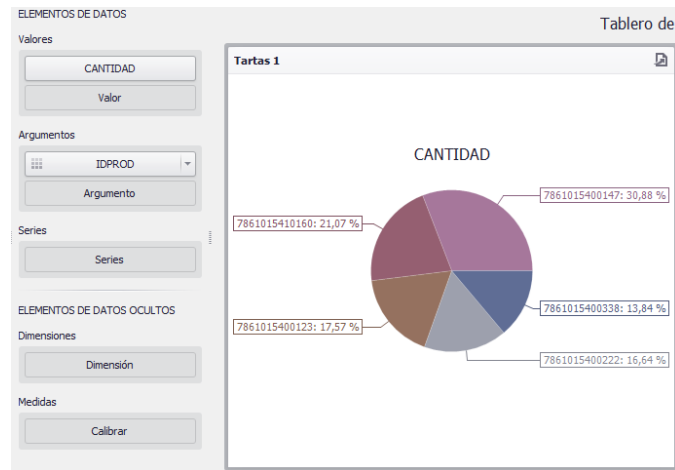 ELEMENTOS DE DATOS
Valores
CANTIDAD
Valor
Argumentos
IDPROD
Argumento
Series
Series
ELEMENTOS DE DATOS OCULTOS
Dimensiones
Dimensión
Medidas
Calibrar
Tablero de
Tartas 1
CANTIDAD
7861015400147: 30,88 %
7861015410160: 21,07 %
7861015400338: 13,84 %
7861015400123: 17,57 %
7861015400222: 16,64 %